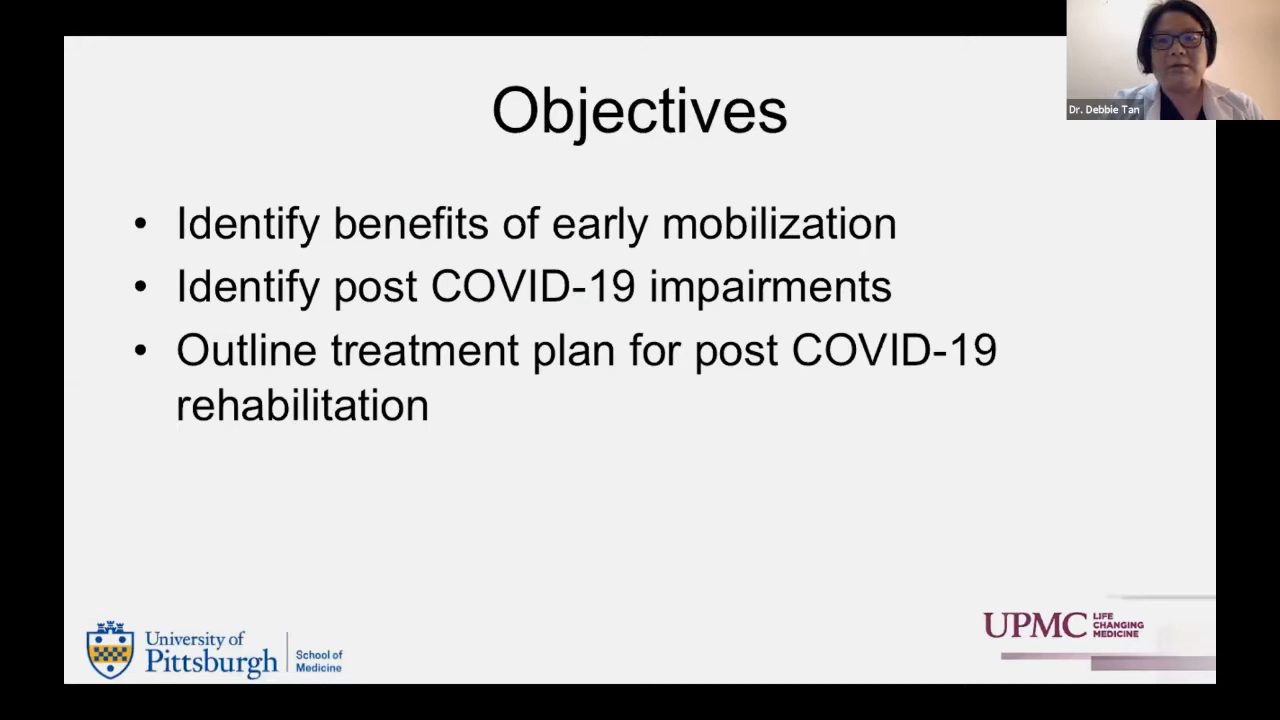 Objectives
Dr. Debbie Tan
• Identify benefits of early mobilization
• Identify post COVID-19 impairments
• Outline treatment plan for post COVID-19
rehabilitation
University of
Pittsburgh
School of
Medicine
UPMC
LIFE
CHANGING
MEDICINE